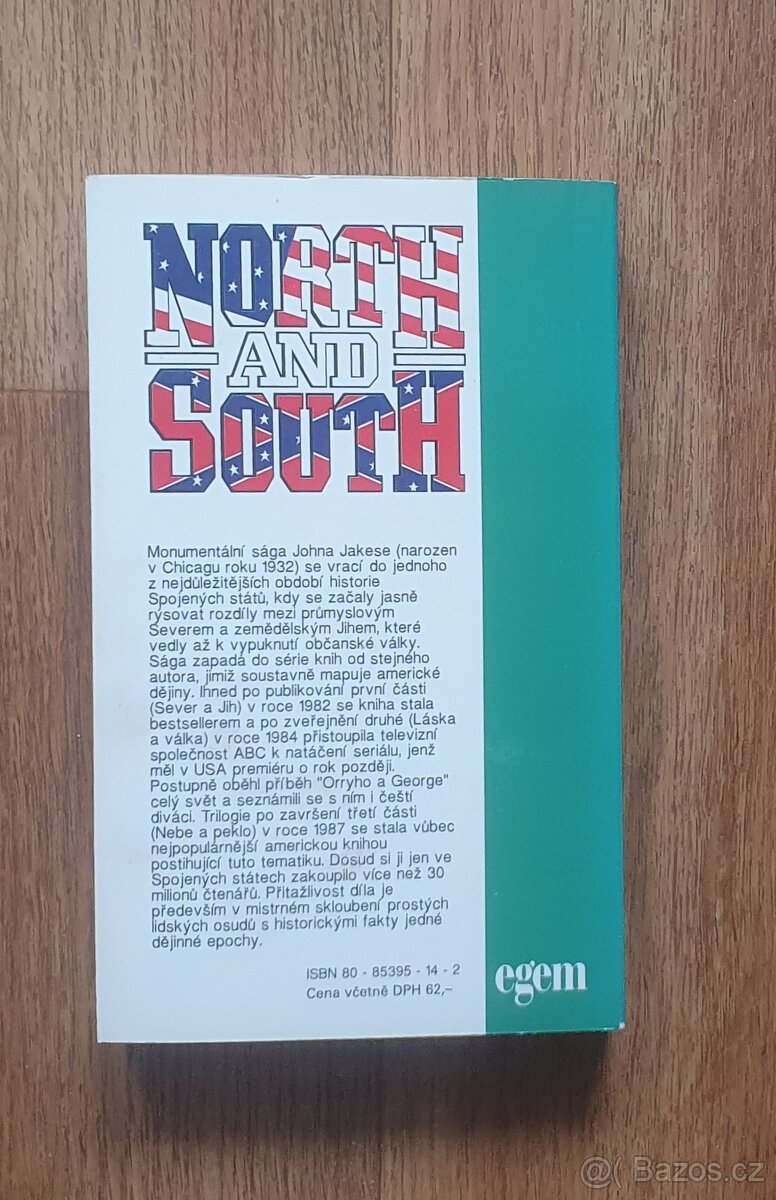 NORTH
AND
SOUTH
Monumentální sága Johna Jakese (narozen
v Chicagu roku 1932) se vrací do jednoho
z nejdůležitějších období historie
Spojených států, kdy se začaly jasně
rýsovat rozdíly mezi průmyslovým
Severem a zemědělským Jihem, které
vedly až k vypuknutí občanské války.
Sága zapadá do série knih od stejného
autora, jimiž soustavně mapuje americké
dějiny. Ihned po publikování první části
(Sever a Jih) v roce 1982 se kniha stala
bestsellerem a po zveřejnění druhé (Láska
a válka) v roce 1984 přistoupila televizní
společnost ABC k natáčení seriálu, jenž
měl v USA premiéru o rok později.
Postupně oběhl příběh "Orryho a George"
celý svět a seznámili se s ním i čeští
diváci. Trilogie po završení třetí části
(Nebe a peklo) v roce 1987 se stala vůbec
nejpopulárnější americkou knihou
postihující tuto tematiku. Dosud si ji jen ve
Spojených státech zakoupilo více než 30
milionů čtenářů. Přitažlivost díla je
především v mistrném skloubení prostých
lidských osudů s historickými fakty jedné
dějinné epochy.
ISBN 80 - 85395 - 14 - 2
Cena včetně DPH 62,–
egem
@( Bazos.cz